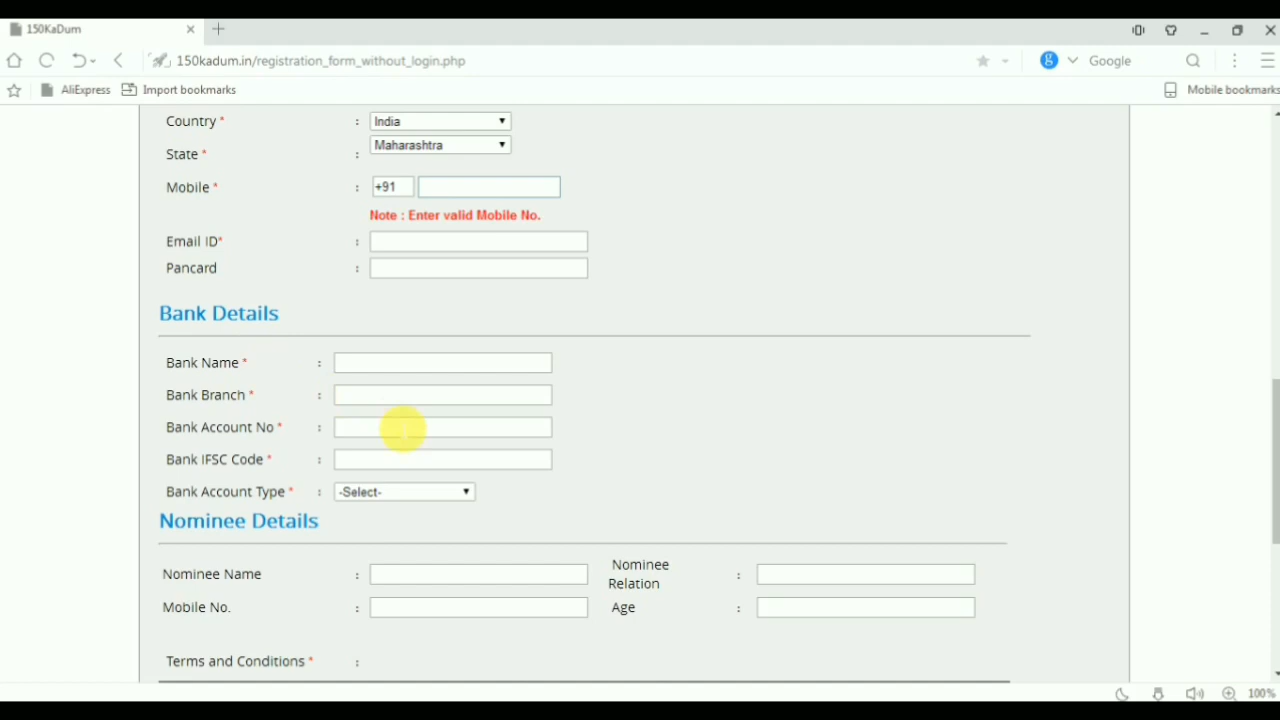 150KaDum
150kadum.in/registration_form_without_login.php
Google
AliExpress
Import bookmarks
Mobile bookmarks
Country * : India
State * : Maharashtra
Mobile * : +91
Note : Enter valid Mobile No.
Email ID* :
Pancard :
Bank Details
Bank Name * :
Bank Branch * :
Bank Account No * :
Bank IFSC Code * :
Bank Account Type * : -Select-
Nominee Details
Nominee Name : Nominee Relation :
Mobile No. : Age :
Terms and Conditions * :
100%